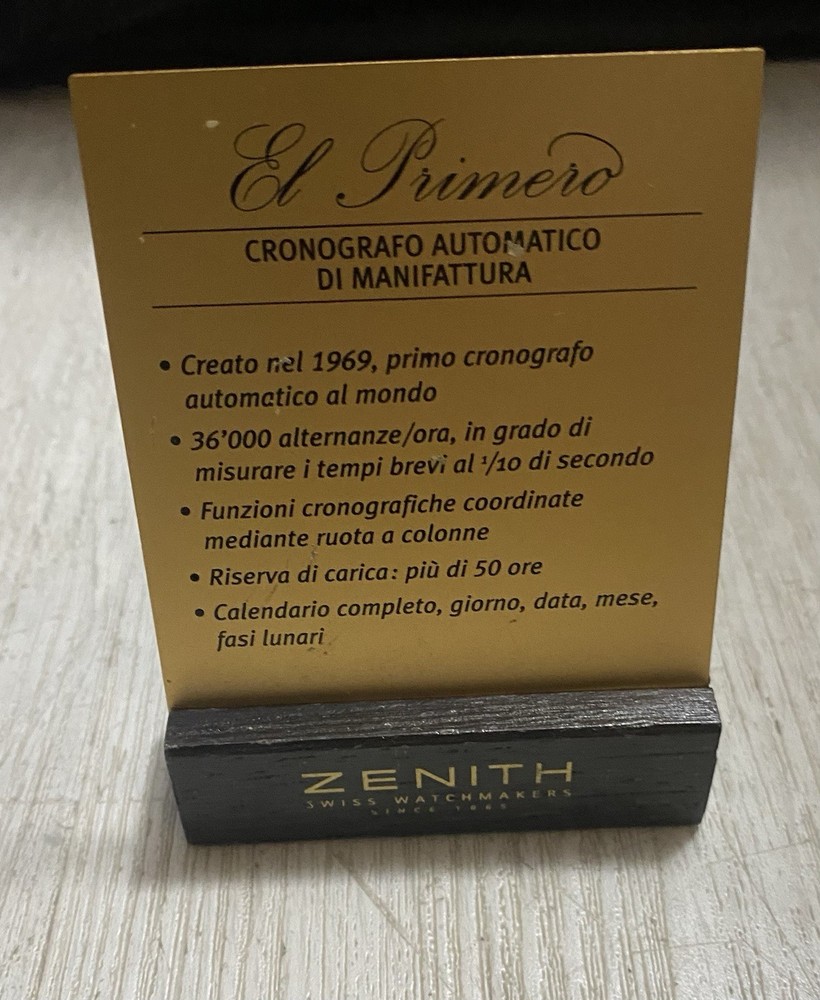 El Primero
CRONOGRAFO AUTOMATICO
DI MANIFATTURA
• Creato nel 1969, primo cronografo
automatico al mondo
• 36’000 alternanze/ora, in grado di
misurare i tempi brevi al ¹/10 di secondo
• Funzioni cronografiche coordinate
mediante ruota a colonne
• Riserva di carica: più di 50 ore
• Calendario completo, giorno, data, mese,
fasi lunari
ZENITH
SWISS WATCHMAKERS
SINCE 1865